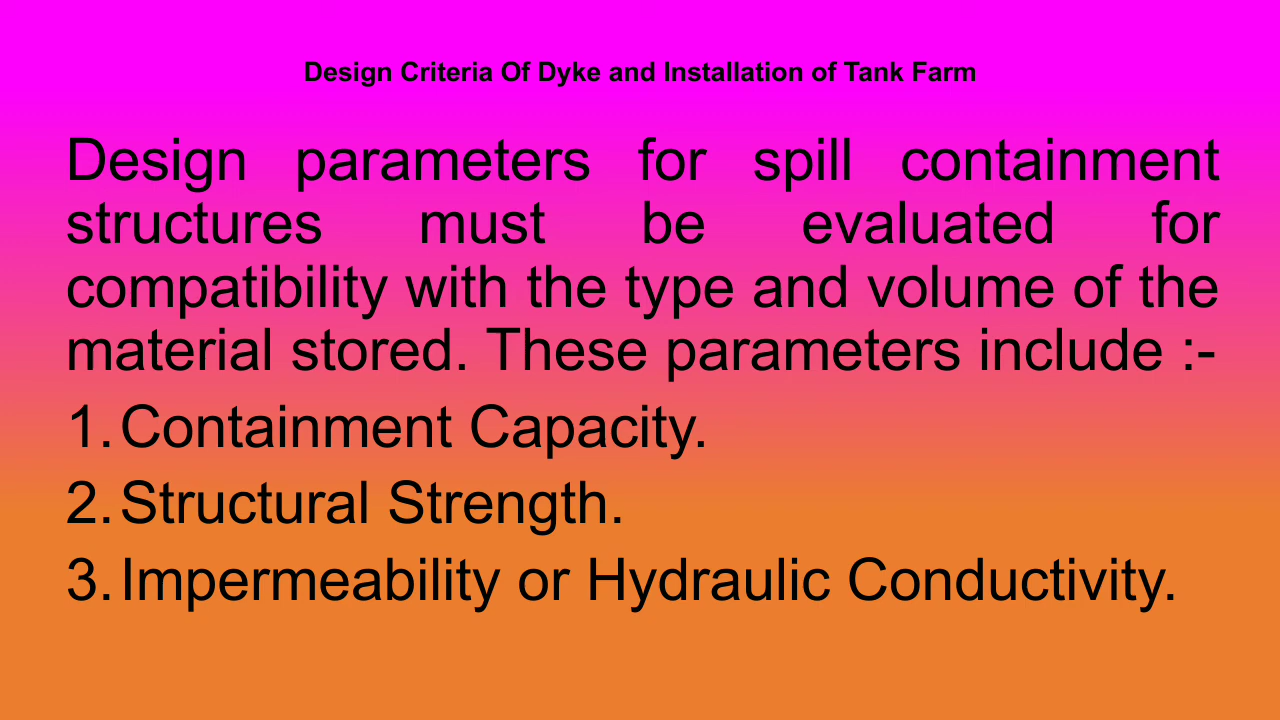 Design Criteria Of Dyke and Installation of Tank Farm
Design parameters for spill containment
structures must be evaluated for
compatibility with the type and volume of the
material stored. These parameters include :-
1. Containment Capacity.
2. Structural Strength.
3. Impermeability or Hydraulic Conductivity.